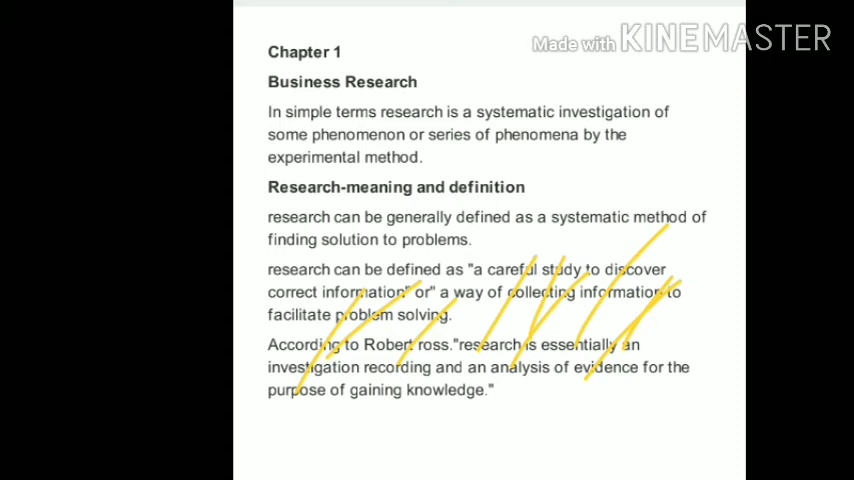 Made with KINEMASTER
Chapter 1
Business Research
In simple terms research is a systematic investigation of
some phenomenon or series of phenomena by the
experimental method.
Research-meaning and definition
research can be generally defined as a systematic method of
finding solution to problems.
research can be defined as "a careful study to discover
correct information" or" a way of collecting information to
facilitate problem solving.
According to Robert ross."research is essentially an
investigation recording and an analysis of evidence for the
purpose of gaining knowledge."